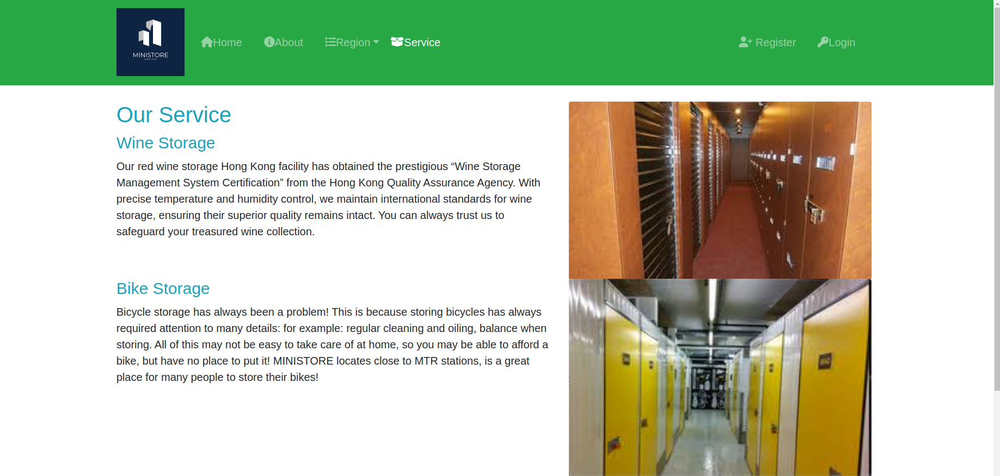 MINISTORE
Home
About
Region
Service
Register
Login
Our Service
Wine Storage
Our red wine storage Hong Kong facility has obtained the prestigious “Wine Storage
Management System Certification” from the Hong Kong Quality Assurance Agency. With
precise temperature and humidity control, we maintain international standards for wine
storage, ensuring their superior quality remains intact. You can always trust us to
safeguard your treasured wine collection.
Bike Storage
Bicycle storage has always been a problem! This is because storing bicycles has always
required attention to many details: for example: regular cleaning and oiling, balance when
storing. All of this may not be easy to take care of at home, so you may be able to afford a
bike, but have no place to put it! MINISTORE locates close to MTR stations, is a great
place for many people to store their bikes!